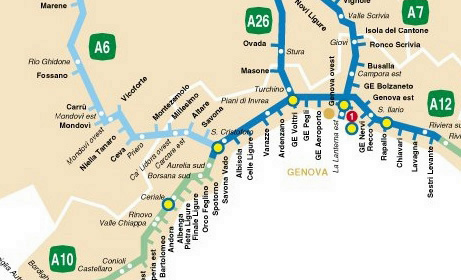 Marene
A6
A26
A7
A12
A10
Novi Ligure
Vignole
Valle Scrivia
Isola del Cantone
Giovi
Ronco Scrivia
Ovada
Stura
Masone
Busalla
Campora est
Genova ovest
GE Bolzaneto
Genova est
Turchino
S. Ilario
Rio Ghidone
Fossano
Carrù
Mondovì est
Mondovì
Mondovì ovest
Niella Tanaro
Vicoforte
Ceva
Priero
Montezemolo
Millesimo
Altare
Savona
Piani di Invrea
S. Cristoforo
Ca' Lidora ovest
Carcare est
Aurelia sud
Borsana sud
Ceriale
Rinovo
Valle Chiappa
Conioli
Castellaro
Bartolomeo
Andora
Albenga
Pietra Ligure
Finale Ligure
Orco Feglino
Spotorno
Savona Vado
Albisola
Celle Ligure
Varazze
Arenzano
GE Voltri
GE Pegli
GE Aeroporto
La Lanterna est
1
GE Nervi
Recco
Rapallo
Chiavari
Lavagna
Sestri Levante
GENOVA